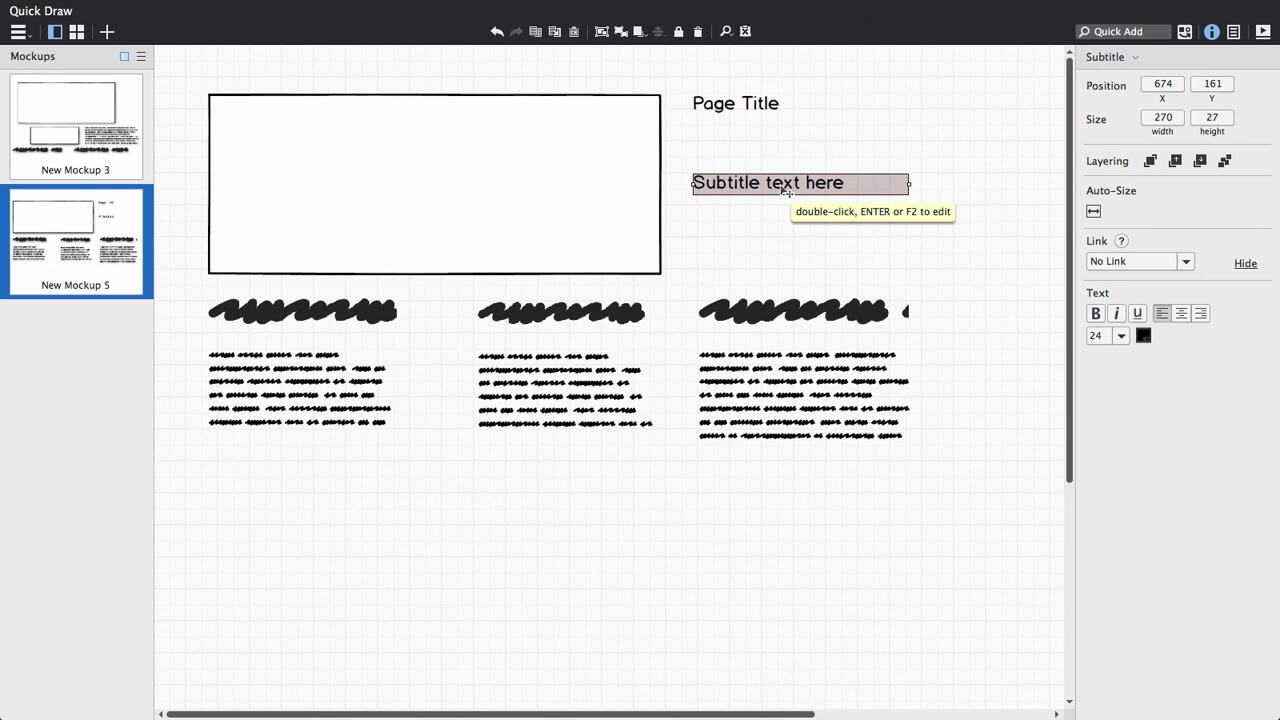 Quick Draw
Quick Add
Mockups
New Mockup 3
New Mockup 5
Page Title
Subtitle text here
double-click, ENTER or F2 to edit
Subtitle
Position
674
161
X
Y
Size
270
27
width
height
Layering
Auto-Size
Link ?
No Link
Hide
Text
B i U
24